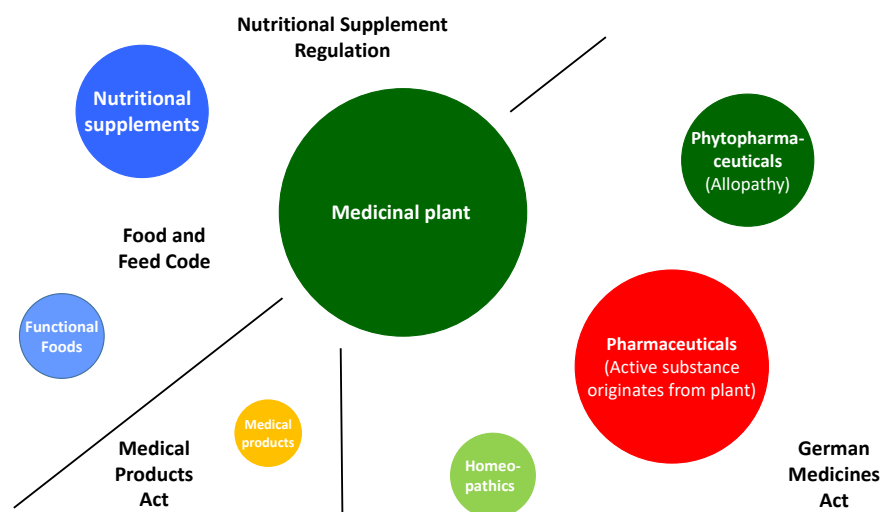 Nutritional Supplement
Regulation
Nutritional
supplements
Phytopharma-
ceuticals
(Allopathy)
Medicinal plant
Food and
Feed Code
Functional
Foods
Pharmaceuticals
(Active substance
originates from plant)
Medical
products
Medical
Products
Act
Homeo-
pathics
German
Medicines
Act